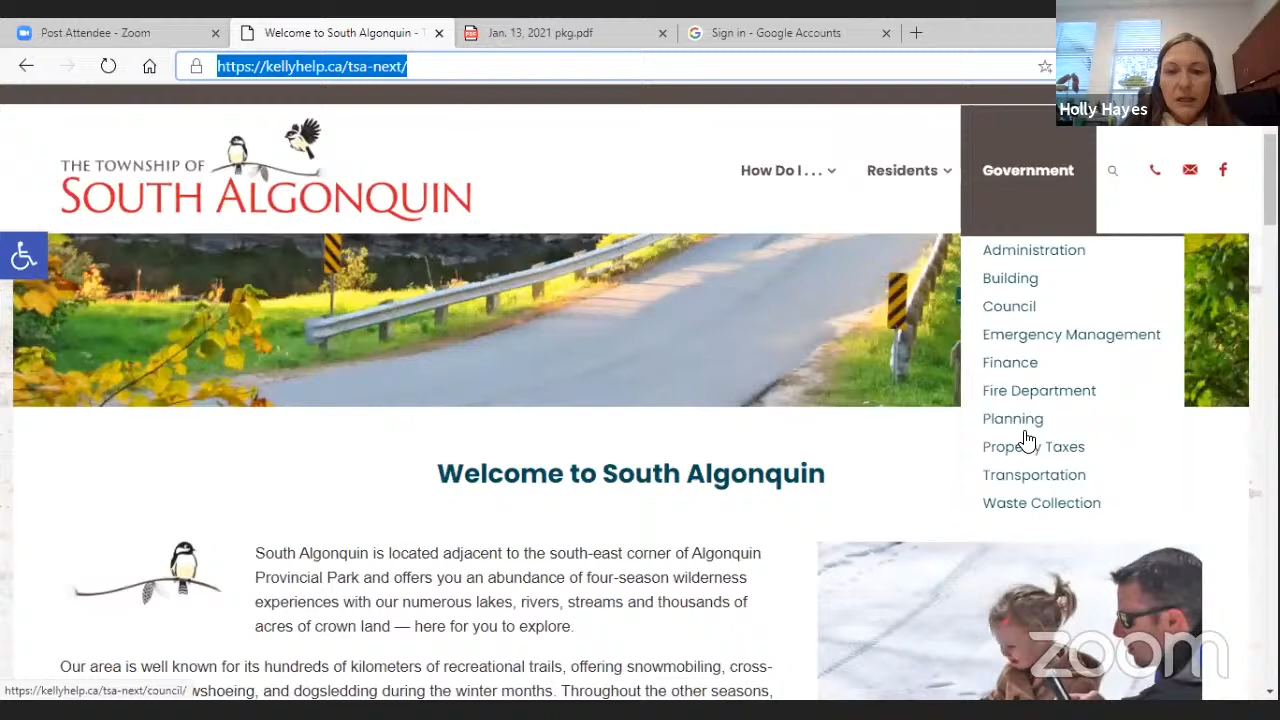 Post Attendee - Zoom
Welcome to South Algonquin - T
Jan. 13, 2021 pkg.pdf
Sign in - Google Accounts
https://kellyhelp.ca/tsa-next/
Holly Hayes
THE TOWNSHIP OF
SOUTH ALGONQUIN
How Do I . . .
Residents
Government
Administration
Building
Council
Emergency Management
Finance
Fire Department
Planning
Property Taxes
Transportation
Waste Collection
Welcome to South Algonquin
South Algonquin is located adjacent to the south-east corner of Algonquin
Provincial Park and offers you an abundance of four-season wilderness
experiences with our numerous lakes, rivers, streams and thousands of
acres of crown land — here for you to explore.
Our area is well known for its hundreds of kilometers of recreational trails, offering snowmobiling, cross-
https://kellyhelp.ca/tsa-next/council/
and dogsledding during the winter months. Throughout the other seasons,
zoom